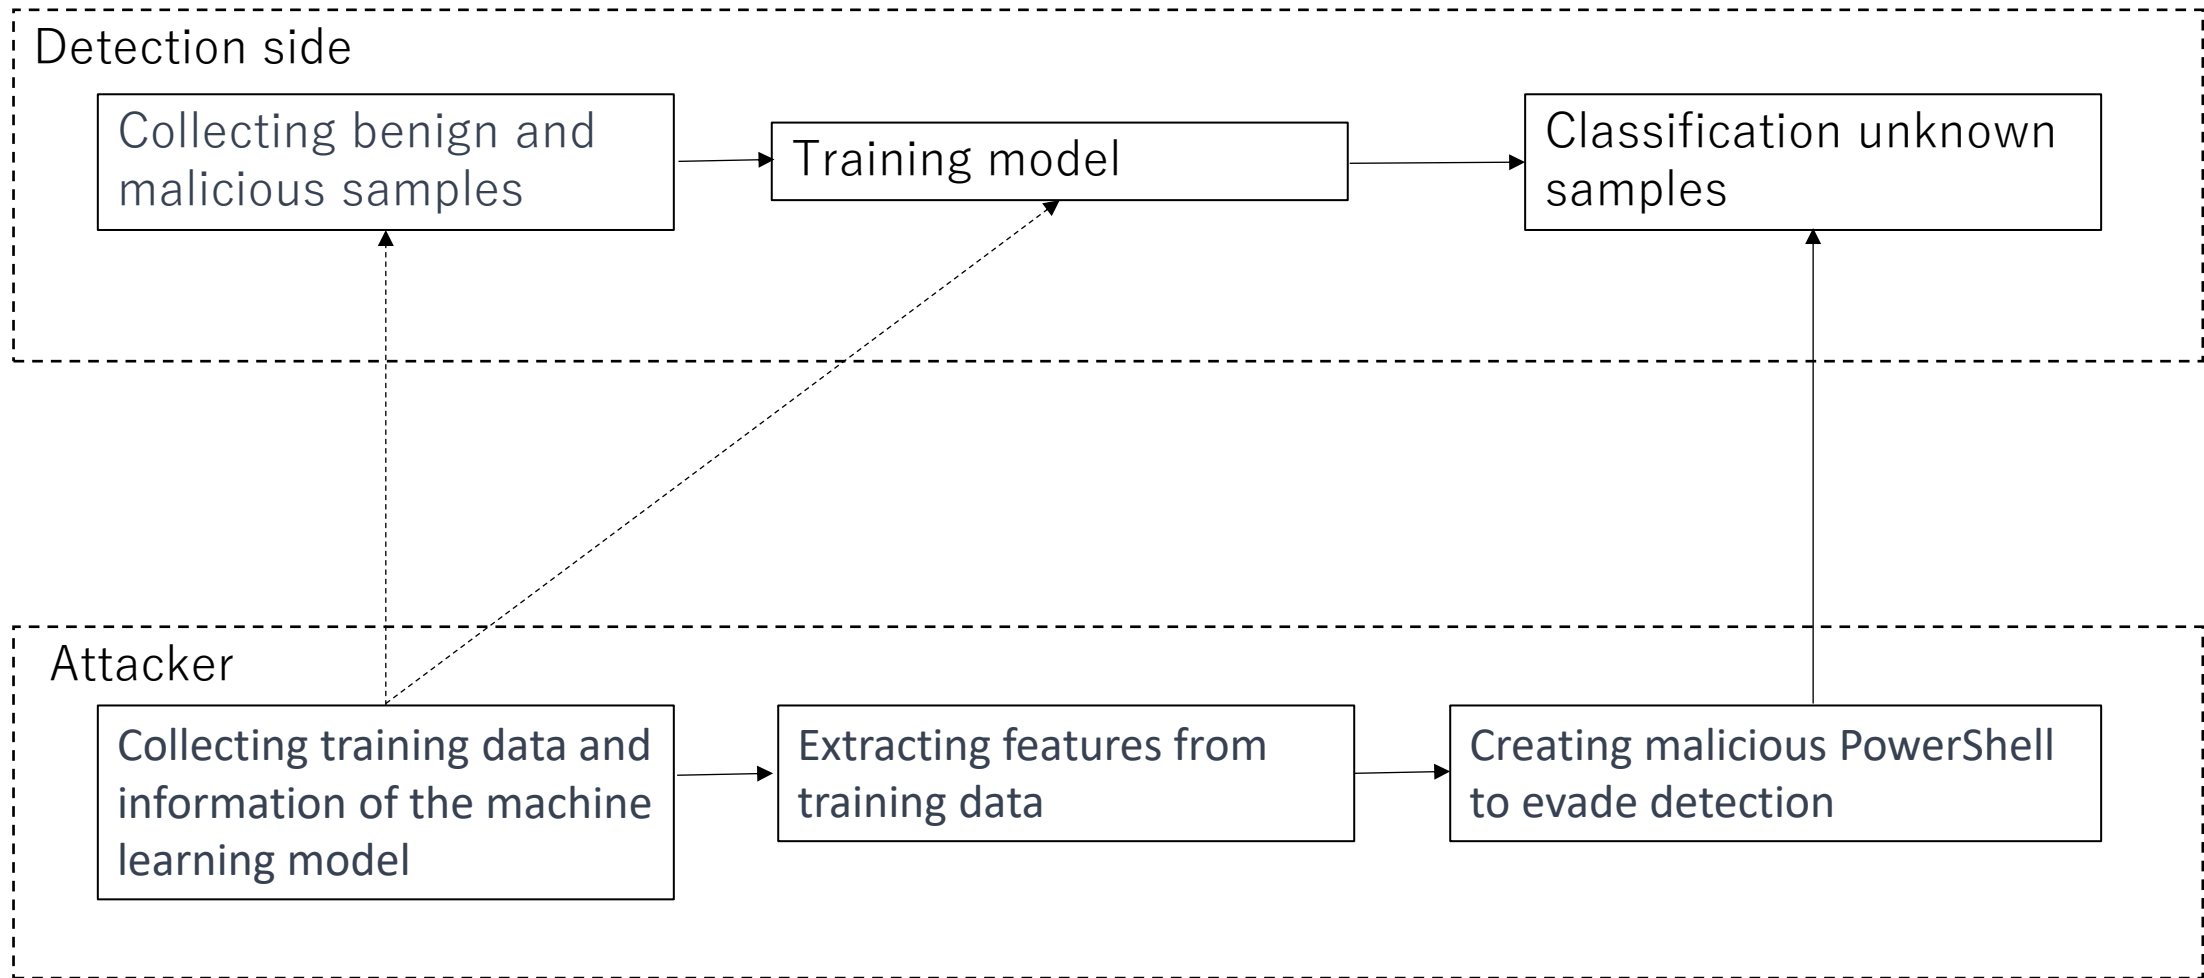 Detection side
Collecting benign and
malicious samples
Training model
Classification unknown
samples
Attacker
Collecting training data and
information of the machine
learning model
Extracting features from
training data
Creating malicious PowerShell
to evade detection